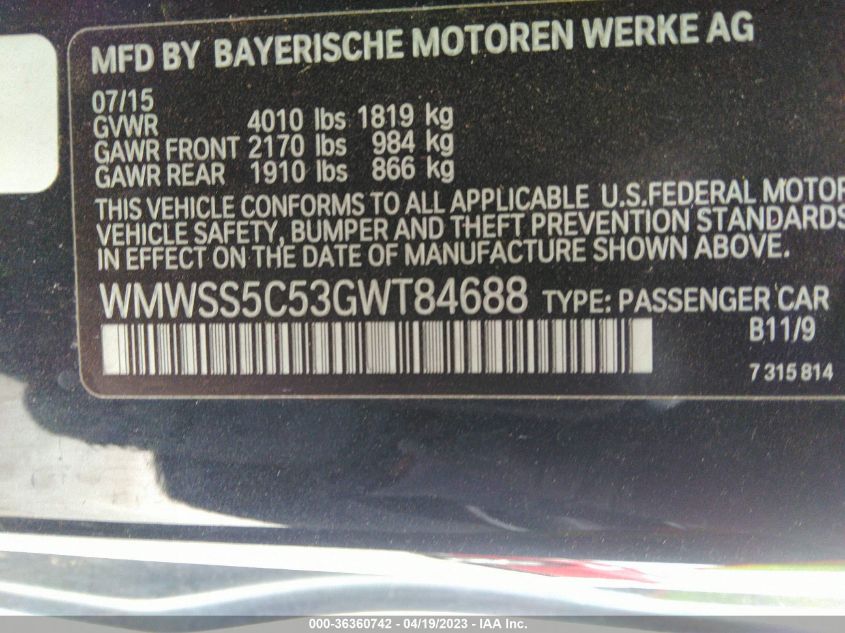 MFD BY BAYERISCHE MOTOREN WERKE AG
07/15
GVWR 4010 lbs 1819 kg
GAWR FRONT 2170 lbs 984 kg
GAWR REAR 1910 lbs 866 kg
THIS VEHICLE CONFORMS TO ALL APPLICABLE U.S.FEDERAL MOTOR
VEHICLE SAFETY, BUMPER AND THEFT PREVENTION STANDARDS
IN EFFECT ON THE DATE OF MANUFACTURE SHOWN ABOVE.
WMWSS5C53GWT84688 TYPE: PASSENGER CAR
B11/9
7 315 814
000-36360742 - 04/19/2023 - IAA Inc.